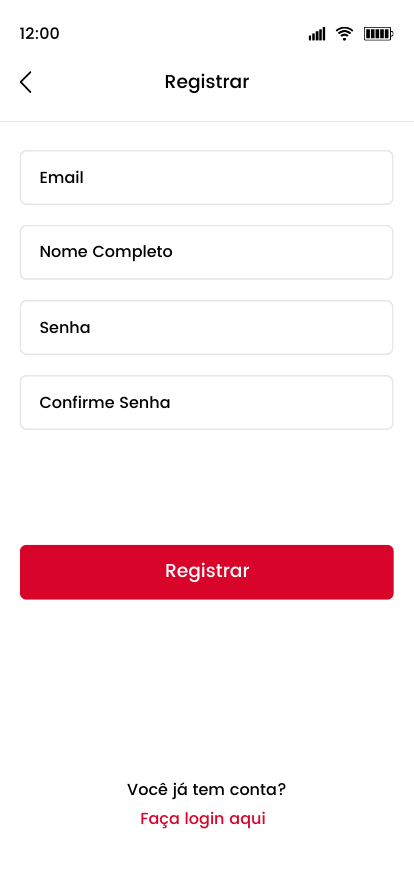 12:00
Registrar
Email
Nome Completo
Senha
Confirme Senha
Registrar
Você já tem conta?
Faça login aqui